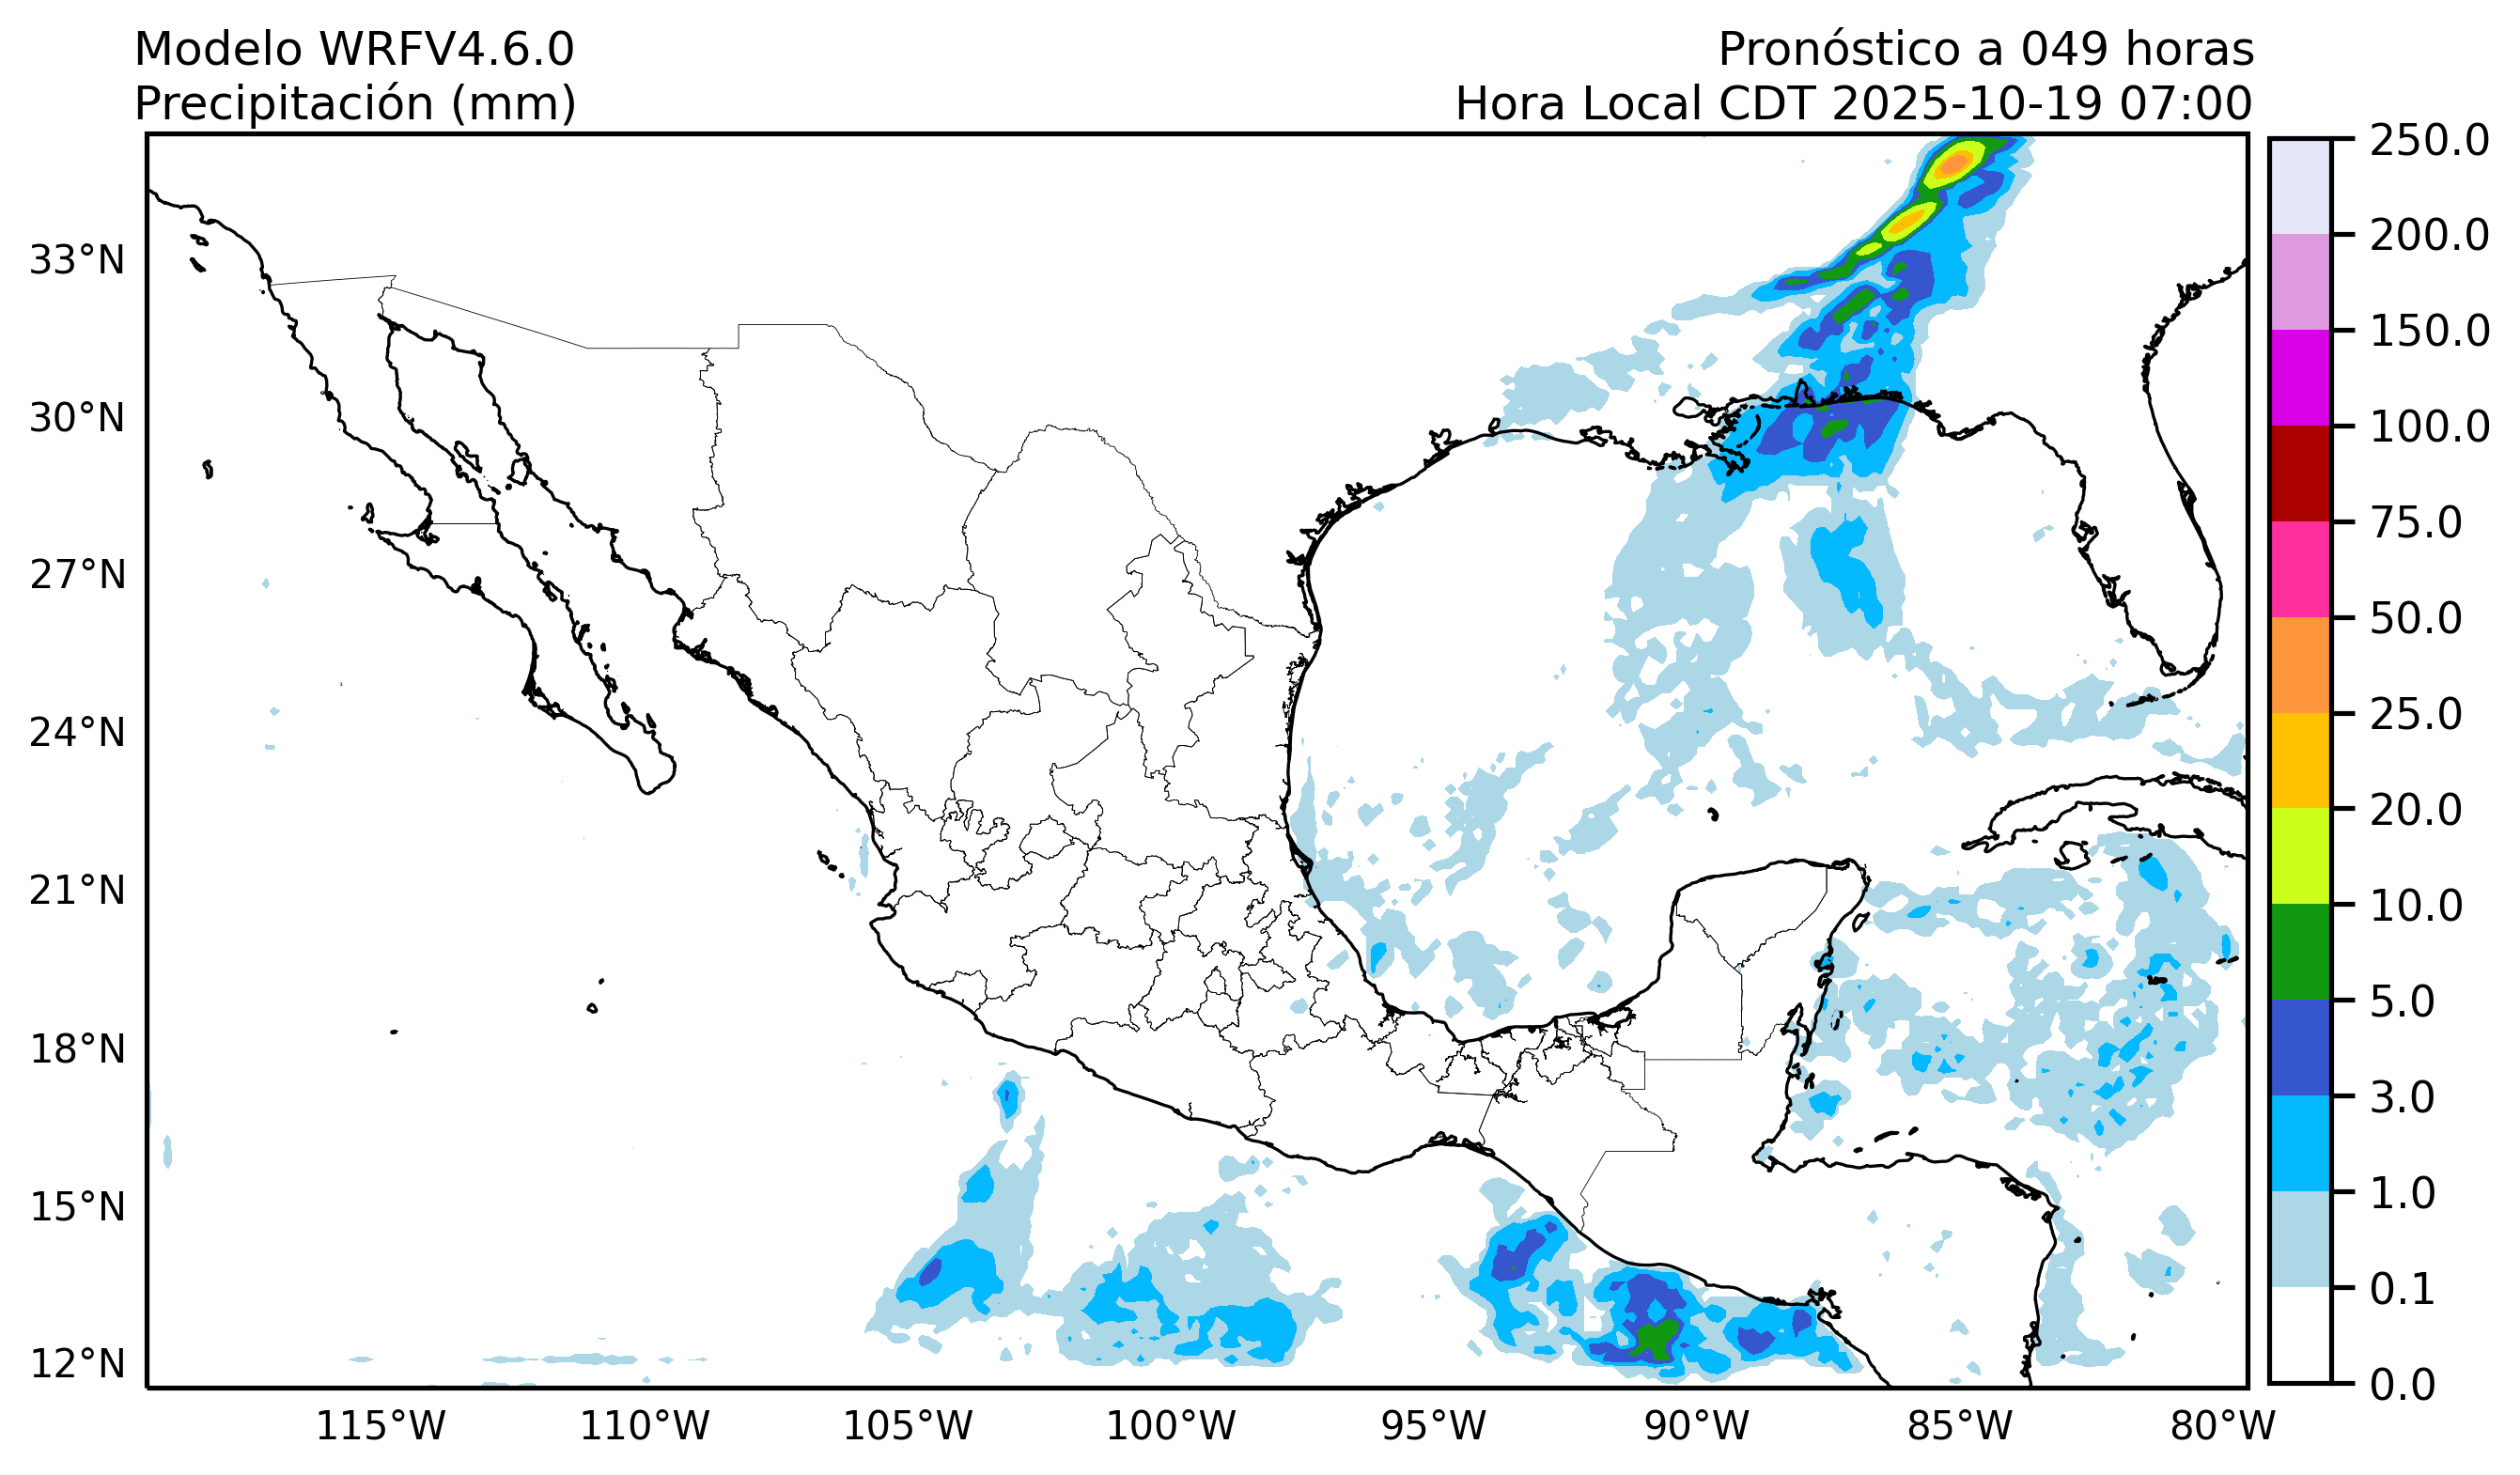 Modelo WRFV4.6.0
Precipitación (mm)
Pronóstico a 049 horas
Hora Local CDT 2025-10-19 07:00
33°N
30°N
27°N
24°N
21°N
18°N
15°N
12°N
115°W
110°W
105°W
100°W
95°W
90°W
85°W
80°W
250.0
200.0
150.0
100.0
75.0
50.0
25.0
20.0
10.0
5.0
3.0
1.0
0.1
0.0